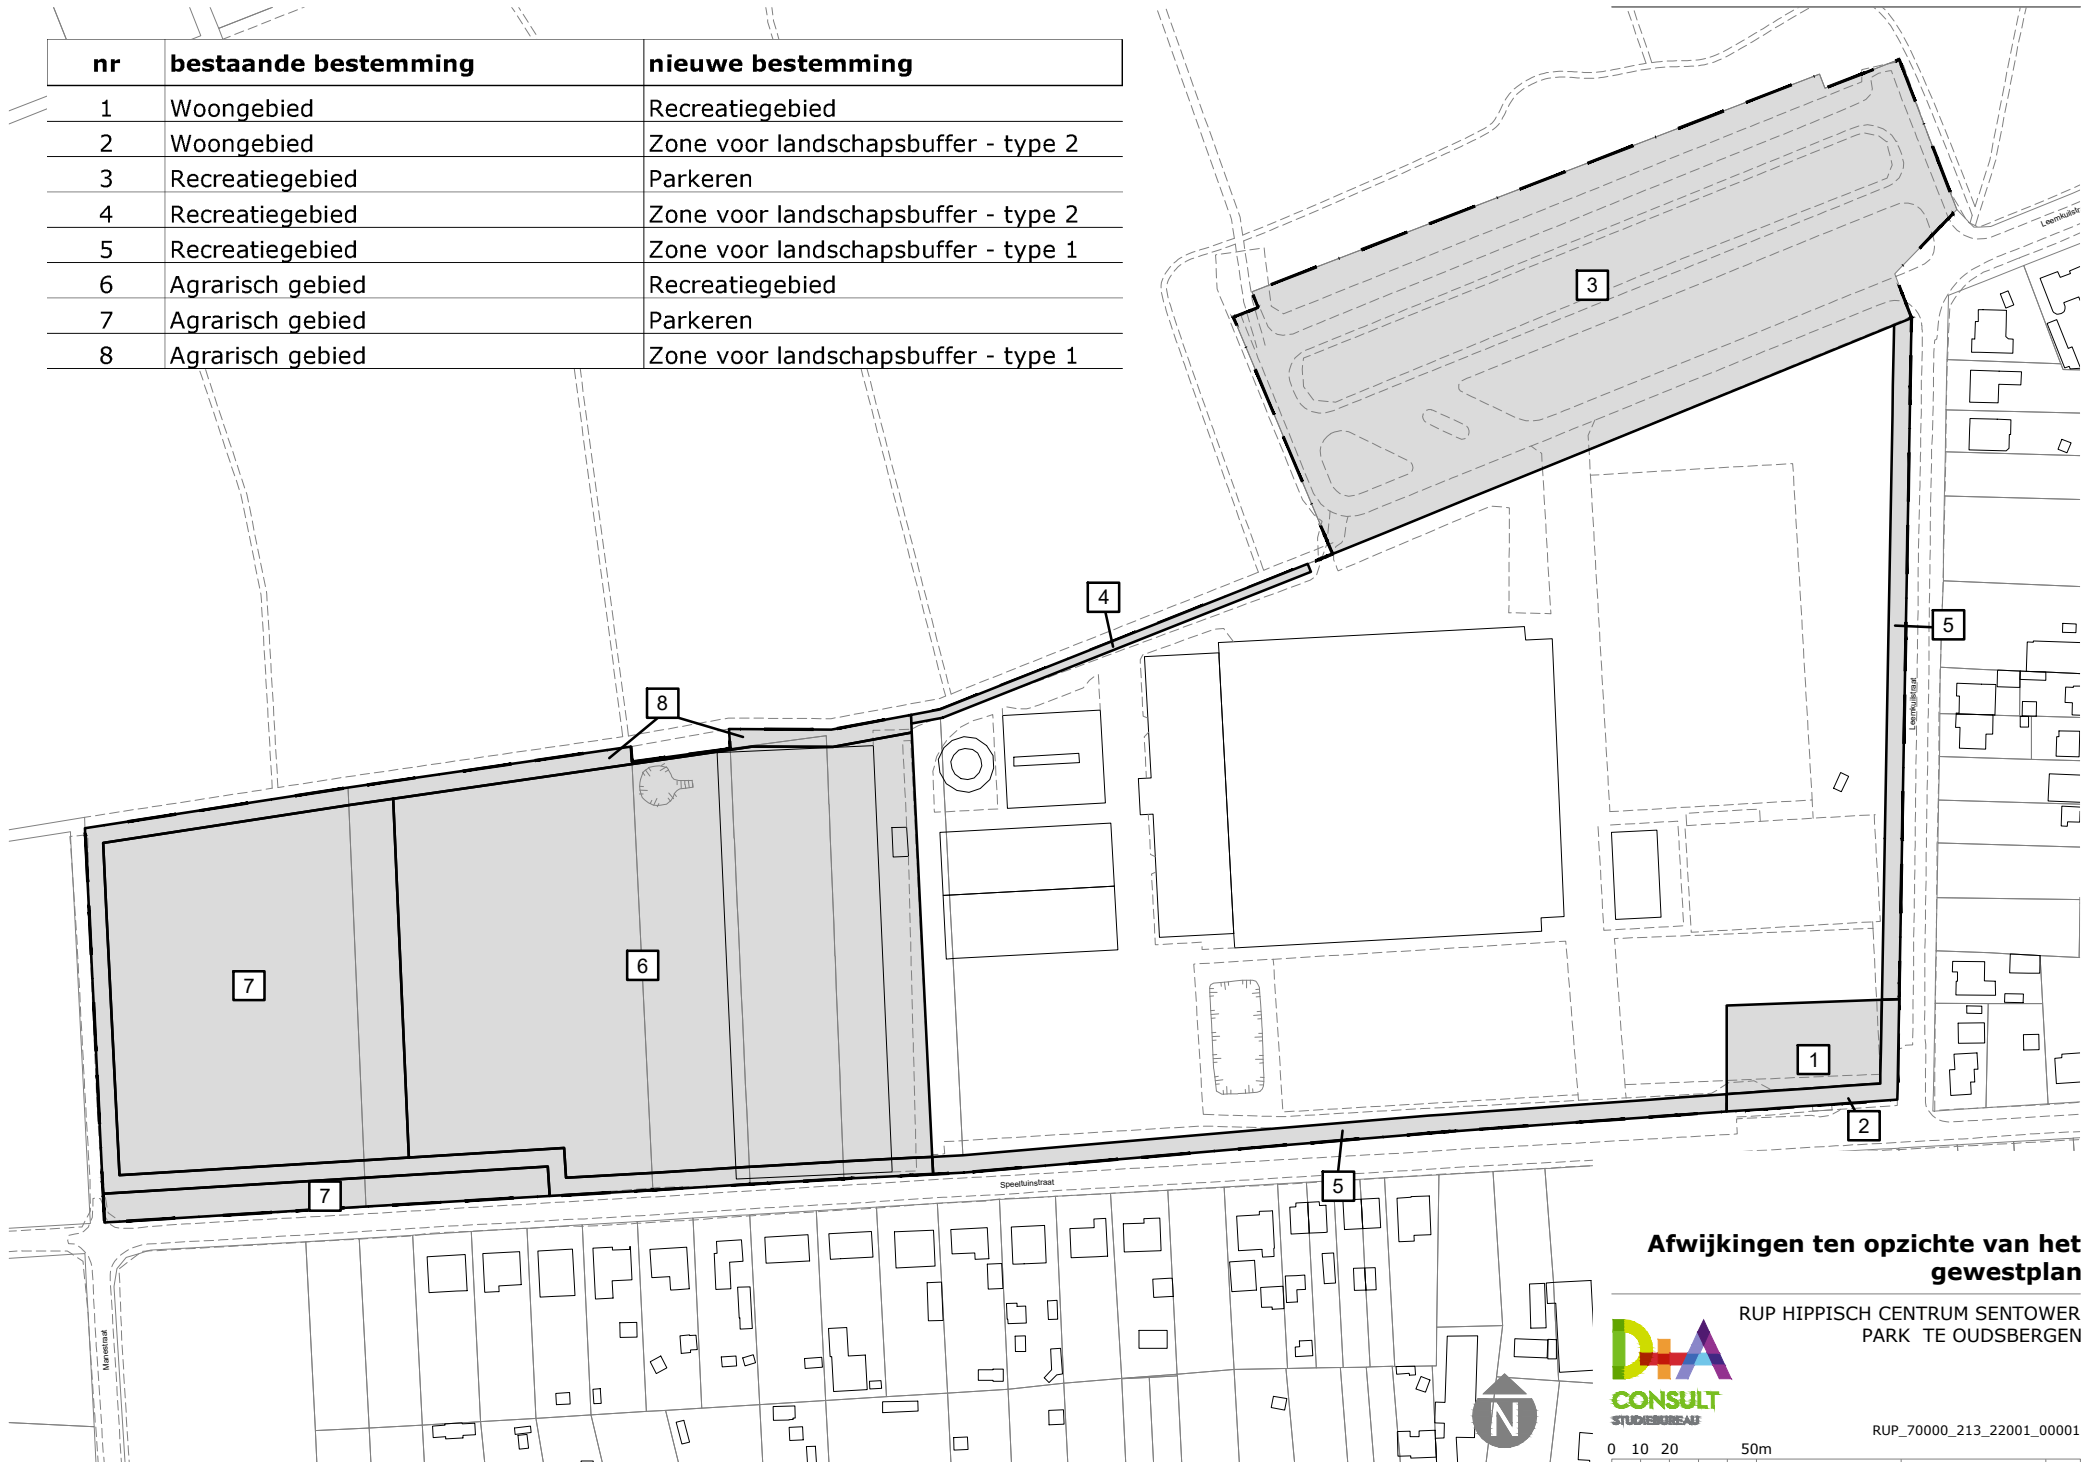 nr bestaande bestemming nieuwe bestemming
1 Woongebied Recreatiegebied
2 Woongebied Zone voor landschapsbuffer - type 2
3 Recreatiegebied Parkeren
4 Recreatiegebied Zone voor landschapsbuffer - type 2
5 Recreatiegebied Zone voor landschapsbuffer - type 1
6 Agrarisch gebied Recreatiegebied
7 Agrarisch gebied Parkeren
8 Agrarisch gebied Zone voor landschapsbuffer - type 1
3
4
5
8
Leemkuilstraat
7
6
1
2
5
7
Speeltuinstraat
Manestraat
N
Afwijkingen ten opzichte van het
gewestplan
RUP HIPPISCH CENTRUM SENTOWER
PARK TE OUDSBERGEN
D+A
CONSULT
STUDIEBUREAU
RUP_70000_213_22001_00001
0 10 20 50m